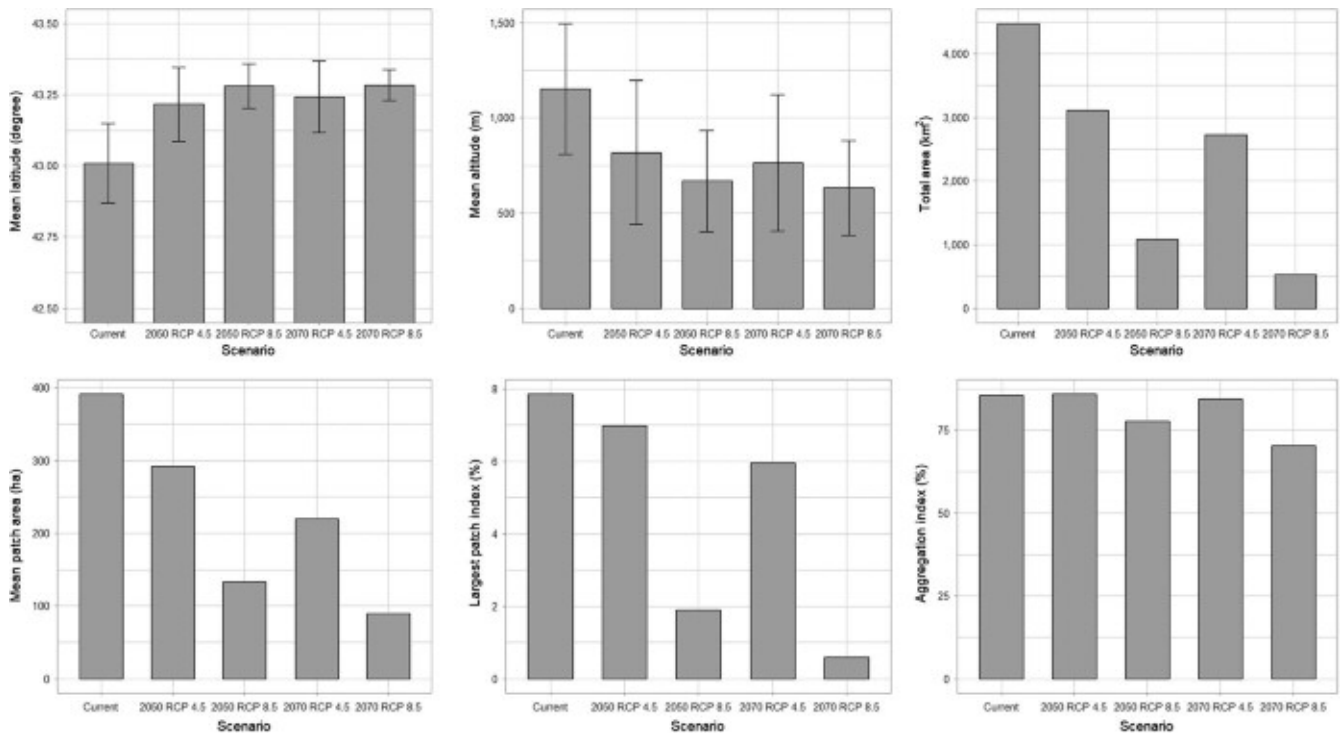 Mean latitude (degree)
43.50
43.25
43.00
42.75
42.50
Current 2050 RCP 4.5 2050 RCP 8.5 2070 RCP 4.5 2070 RCP 8.5
Scenario
Mean altitude (m)
1,500
1,000
500
0
Current 2050 RCP 4.5 2050 RCP 8.5 2070 RCP 4.5 2070 RCP 8.5
Scenario
Total area (km²)
4,000
3,000
2,000
1,000
0
Current 2050 RCP 4.5 2050 RCP 8.5 2070 RCP 4.5 2070 RCP 8.5
Scenario
Mean patch area (ha)
400
300
200
100
0
Current 2050 RCP 4.5 2050 RCP 8.5 2070 RCP 4.5 2070 RCP 8.5
Scenario
Largest patch index (%)
8
6
4
2
0
Current 2050 RCP 4.5 2050 RCP 8.5 2070 RCP 4.5 2070 RCP 8.5
Scenario
Aggregation index (%)
75
50
25
0
Current 2050 RCP 4.5 2050 RCP 8.5 2070 RCP 4.5 2070 RCP 8.5
Scenario